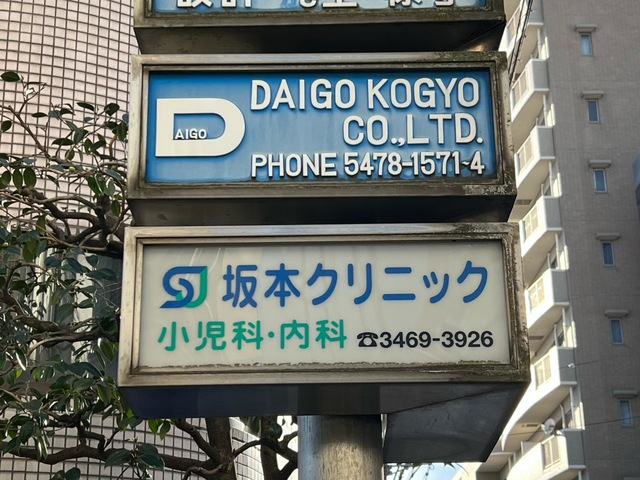 DAIGO KOGYO
CO.,LTD.
DAIGO
PHONE 5478-1571~4
坂本クリニック
小児科・内科 ☎3469-3926